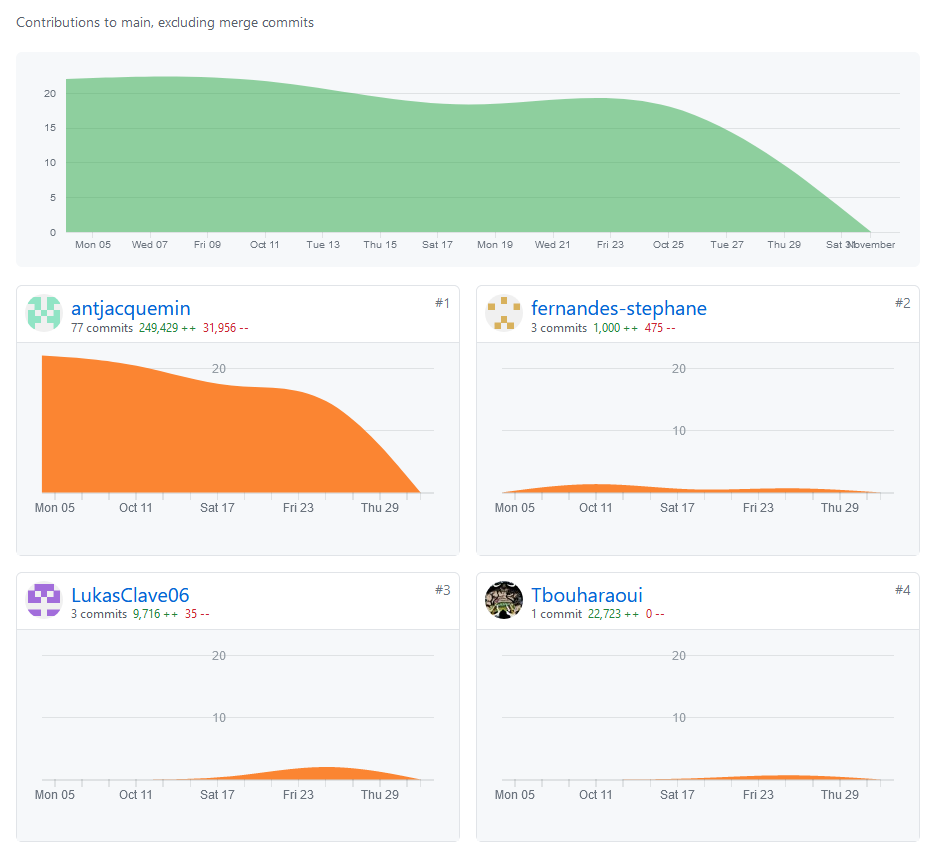 Contributions to main, excluding merge commits
20
15
10
5
0
Mon 05 Wed 07 Fri 09 Oct 11 Tue 13 Thu 15 Sat 17 Mon 19 Wed 21 Fri 23 Oct 25 Tue 27 Thu 29 Sat 31 November
antjacquemin #1
77 commits 249,429 ++ 31,956 --
20
Mon 05 Oct 11 Sat 17 Fri 23 Thu 29
fernandes-stephane #2
3 commits 1,000 ++ 475 --
20
10
Mon 05 Oct 11 Sat 17 Fri 23 Thu 29
LukasClave06 #3
3 commits 9,716 ++ 35 --
20
10
Mon 05 Oct 11 Sat 17 Fri 23 Thu 29
Tbouharaoui #4
1 commit 22,723 ++ 0 --
20
10
Mon 05 Oct 11 Sat 17 Fri 23 Thu 29